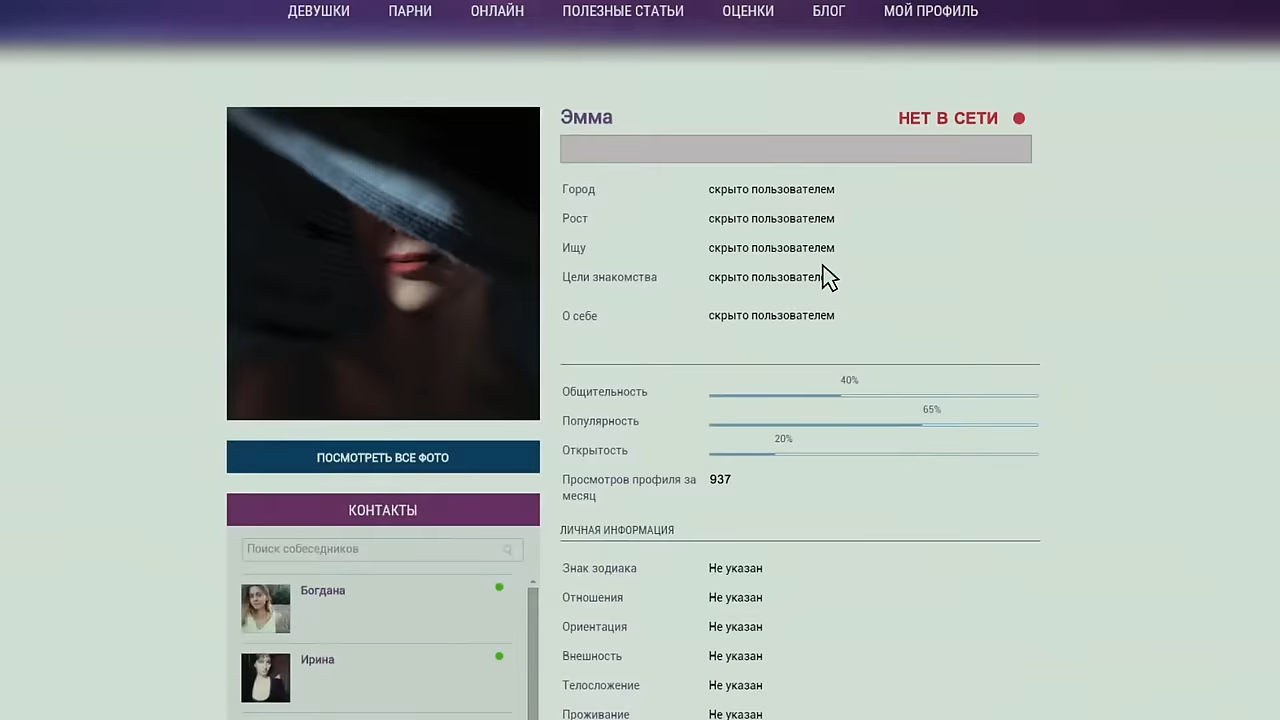 ДЕВУШКИ ПАРНИ ОНЛАЙН ПОЛЕЗНЫЕ СТАТЬИ ОЦЕНКИ БЛОГ МОЙ ПРОФИЛЬ
Эмма НЕТ В СЕТИ
Город скрыто пользователем
Рост скрыто пользователем
Ищу скрыто пользователем
Цели знакомства скрыто пользователем
О себе скрыто пользователем
40%
Общительность
65%
Популярность
20%
Открытость
Просмотров профиля за 937
месяц
ЛИЧНАЯ ИНФОРМАЦИЯ
Знак зодиака Не указан
Отношения Не указан
Ориентация Не указан
Внешность Не указан
Телосложение Не указан
Проживание Не указан
ПОСМОТРЕТЬ ВСЕ ФОТО
КОНТАКТЫ
Поиск собеседников
Богдана
Ирина